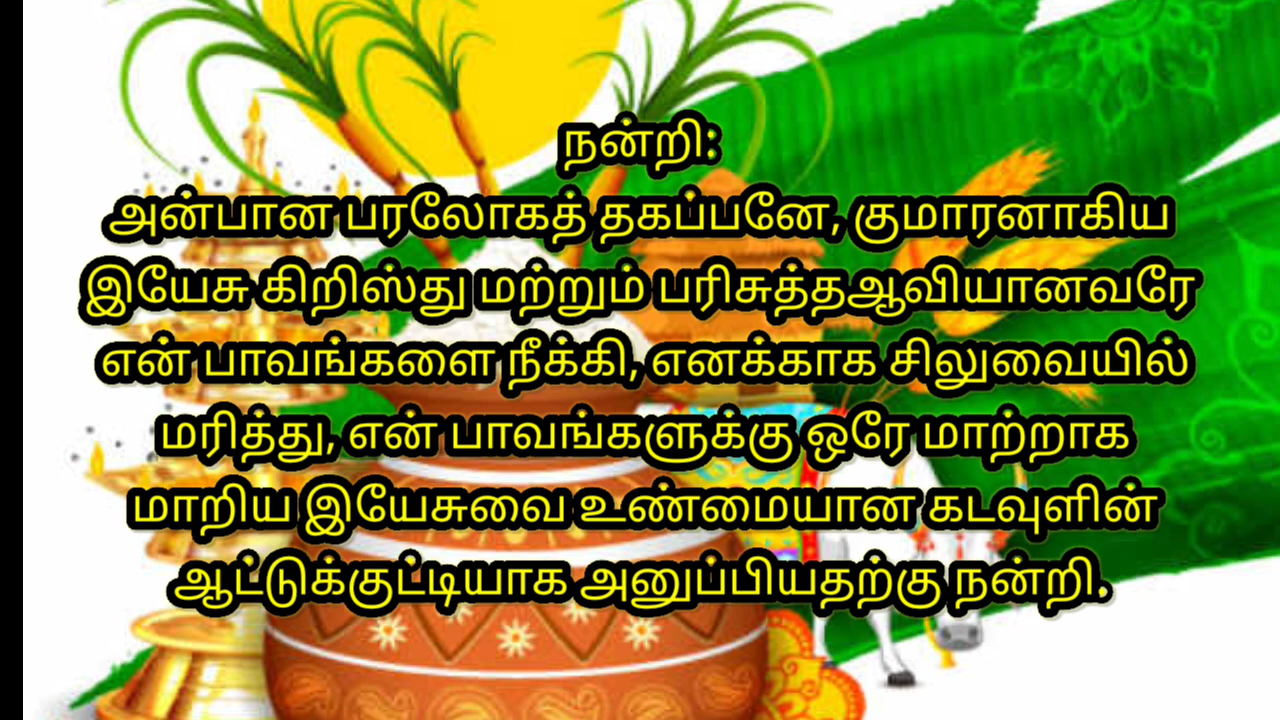 நன்றி:
அன்பான பரலோகத் தகப்பனே, குமாரனாகிய
இயேசு கிறிஸ்து மற்றும் பரிசுத்தஆவியானவரே
என் பாவங்களை நீக்கி, எனக்காக சிலுவையில்
மரித்து, என் பாவங்களுக்கு ஒரே மாற்றாக
மாறிய இயேசுவை உண்மையான கடவுளின்
ஆட்டுக்குட்டியாக அனுப்பியதற்கு நன்றி.